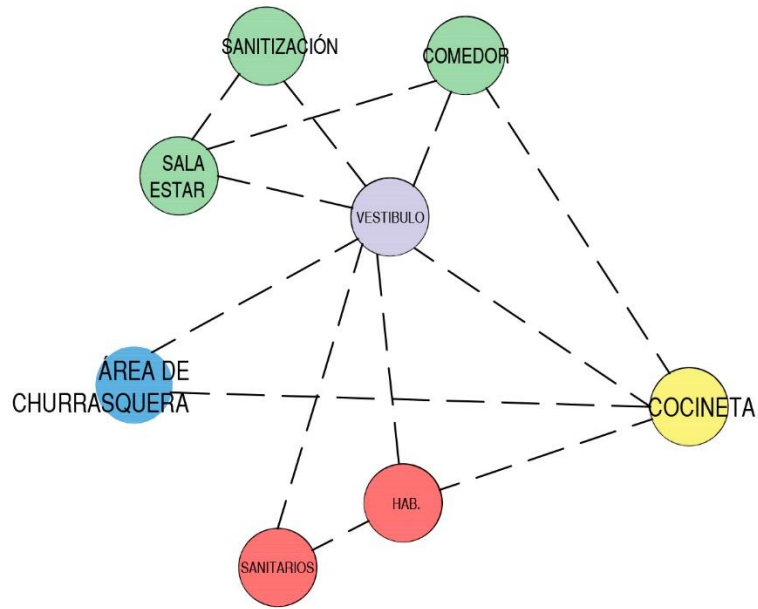 SANITIZACIÓN
COMEDOR
SALA
ESTAR
VESTIBULO
ÁREA DE
CHURRASQUERA
COCINETA
HAB.
SANITARIOS